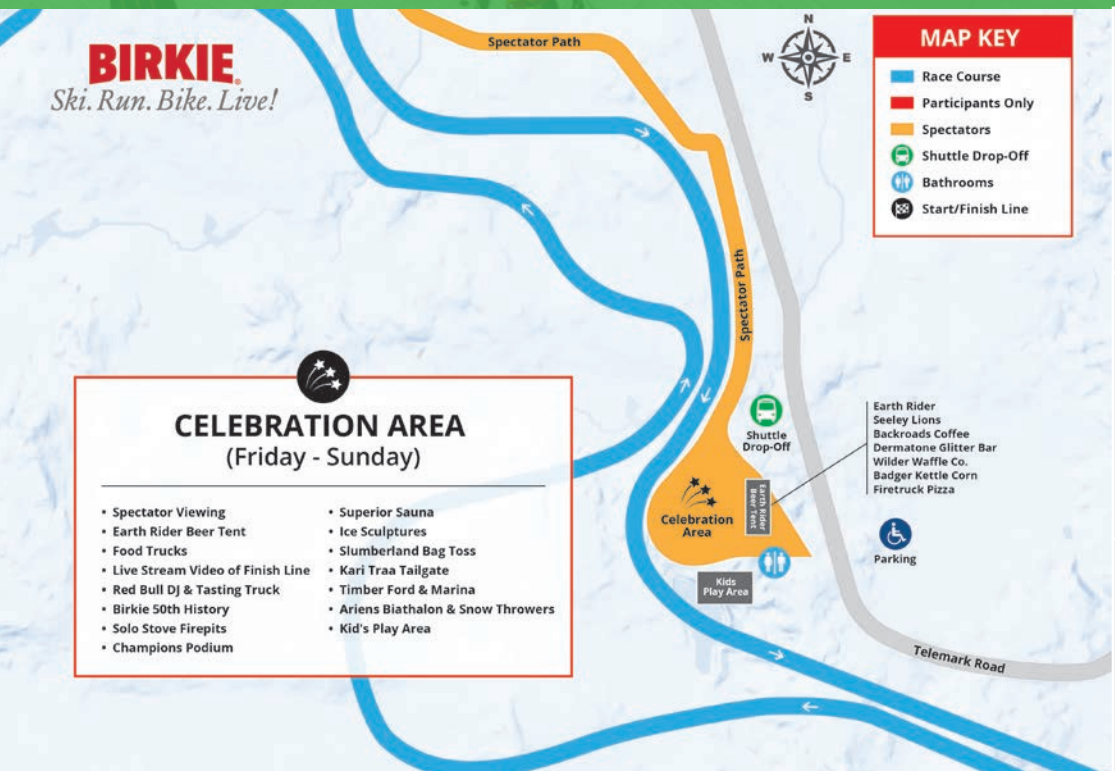 BIRKIE®
Ski. Run. Bike. Live!
Spectator Path
N
W E
S
MAP KEY
Race Course
Participants Only
Spectators
Shuttle Drop-Off
Bathrooms
Start/Finish Line
Spectator Path
CELEBRATION AREA
(Friday - Sunday)
• Spectator Viewing
• Earth Rider Beer Tent
• Food Trucks
• Live Stream Video of Finish Line
• Red Bull DJ & Tasting Truck
• Birkie 50th History
• Solo Stove Firepits
• Champions Podium
• Superior Sauna
• Ice Sculptures
• Slumberland Bag Toss
• Kari Traa Tailgate
• Timber Ford & Marina
• Ariens Biathalon & Snow Throwers
• Kid's Play Area
Shuttle
Drop-Off
Earth Rider
Seeley Lions
Backroads Coffee
Dermatone Glitter Bar
Wilder Waffle Co.
Badger Kettle Corn
Firetruck Pizza
Earth Rider
Beer Tent
Celebration
Area
Kids
Play Area
Parking
Telemark Road